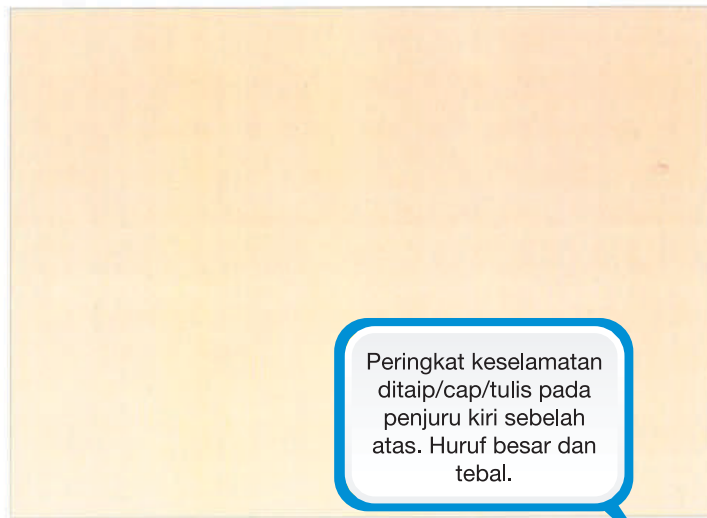 Peringkat keselamatan
ditaip/cap/tulis pada
penjuru kiri sebelah
atas. Huruf besar dan
tebal.